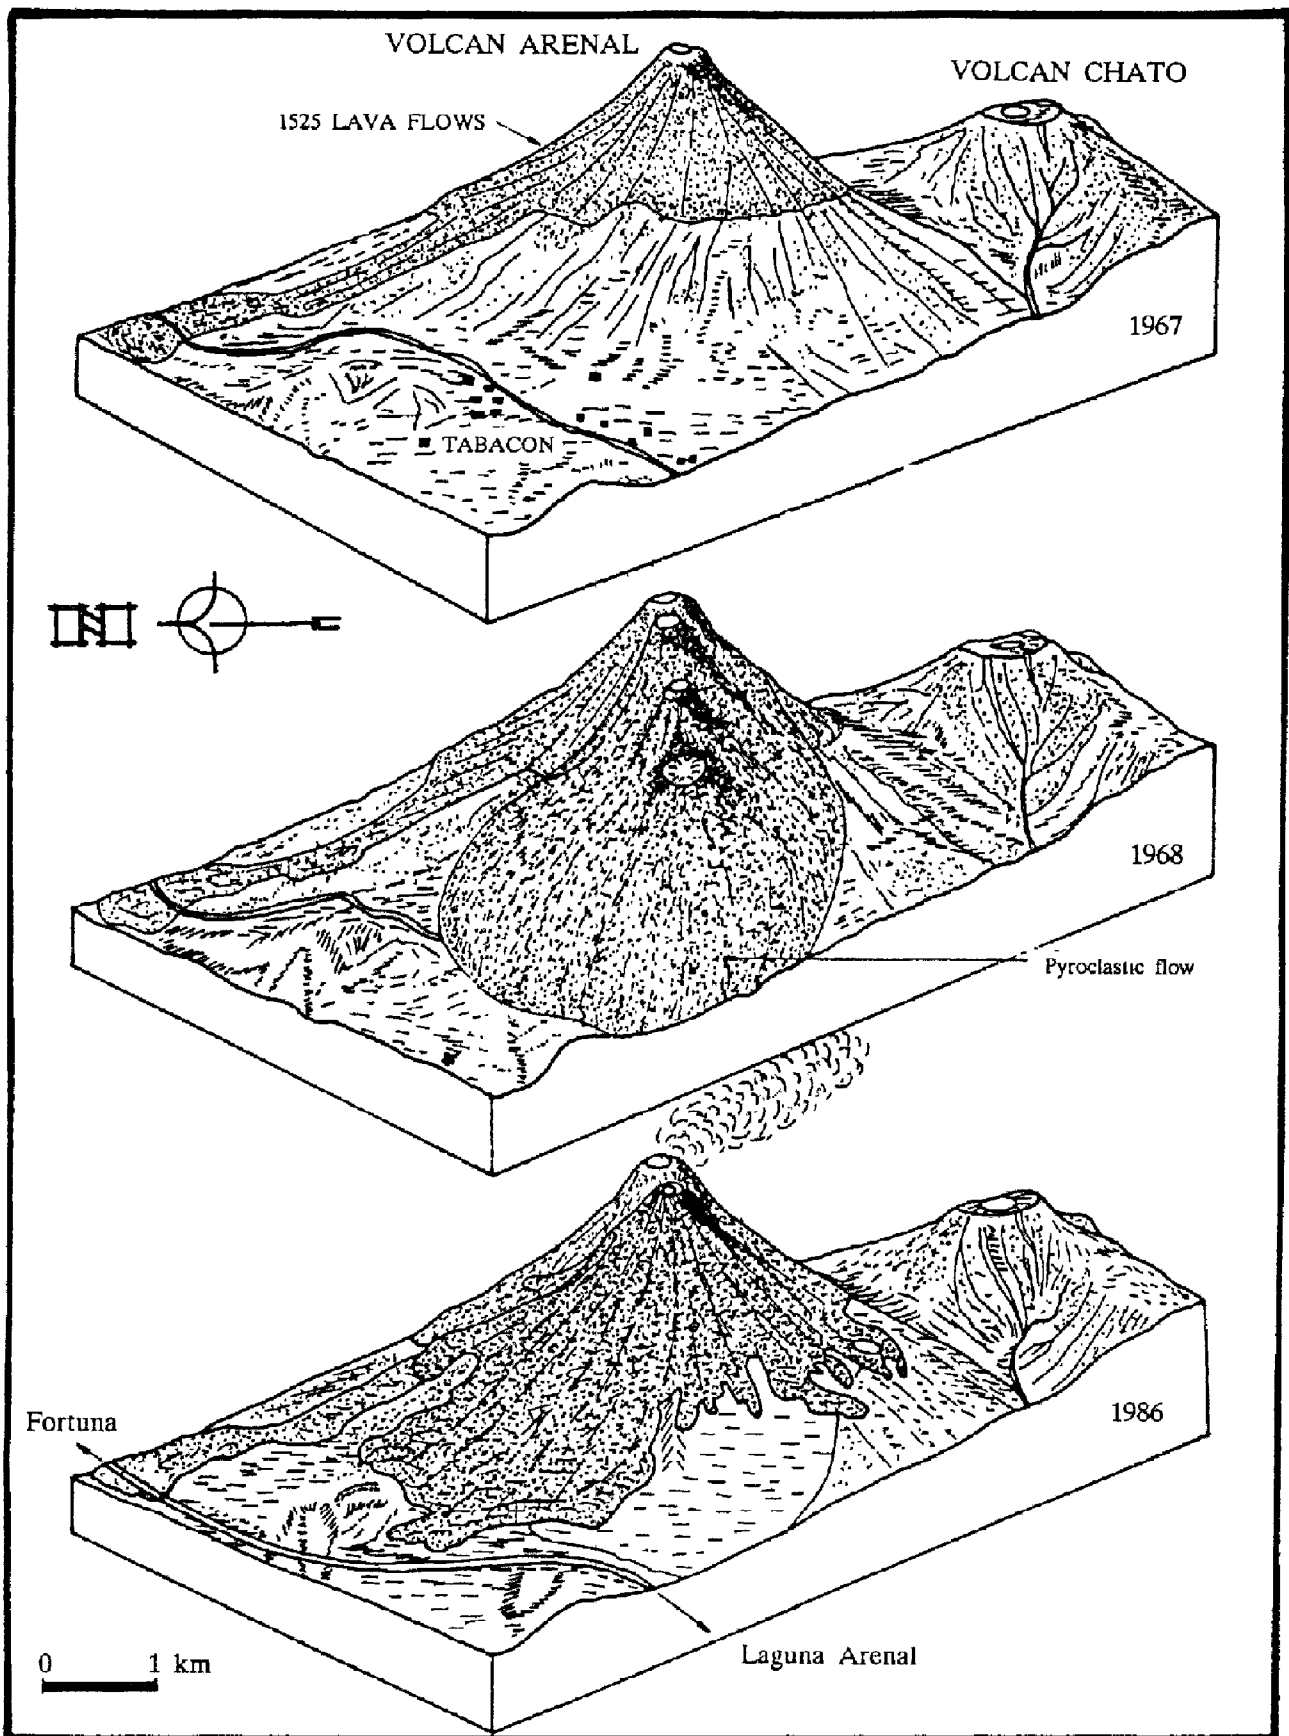 VOLCAN ARENAL
VOLCAN CHATO
1525 LAVA FLOWS
1967
TABACON
N
1968
Pyroclastic flow
Fortuna
1986
0 1 km
Laguna Arenal